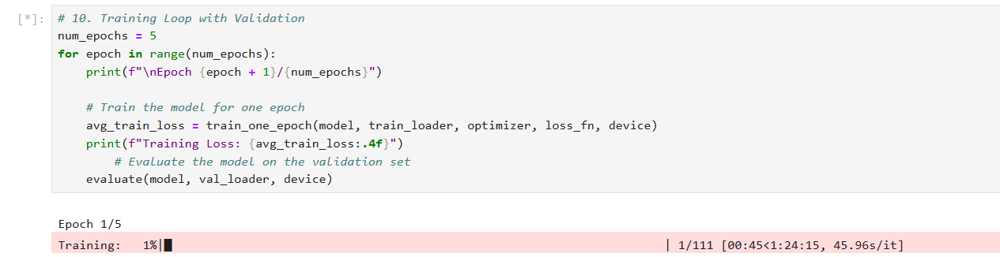 [*]:
# 10. Training Loop with Validation
num_epochs = 5
for epoch in range(num_epochs):
    print(f"\nEpoch {epoch + 1}/{num_epochs}")

    # Train the model for one epoch
    avg_train_loss = train_one_epoch(model, train_loader, optimizer, loss_fn, device)
    print(f"Training Loss: {avg_train_loss:.4f}")
        # Evaluate the model on the validation set
    evaluate(model, val_loader, device)

Epoch 1/5
Training:   1%|█ | 1/111 [00:45<1:24:15, 45.96s/it]